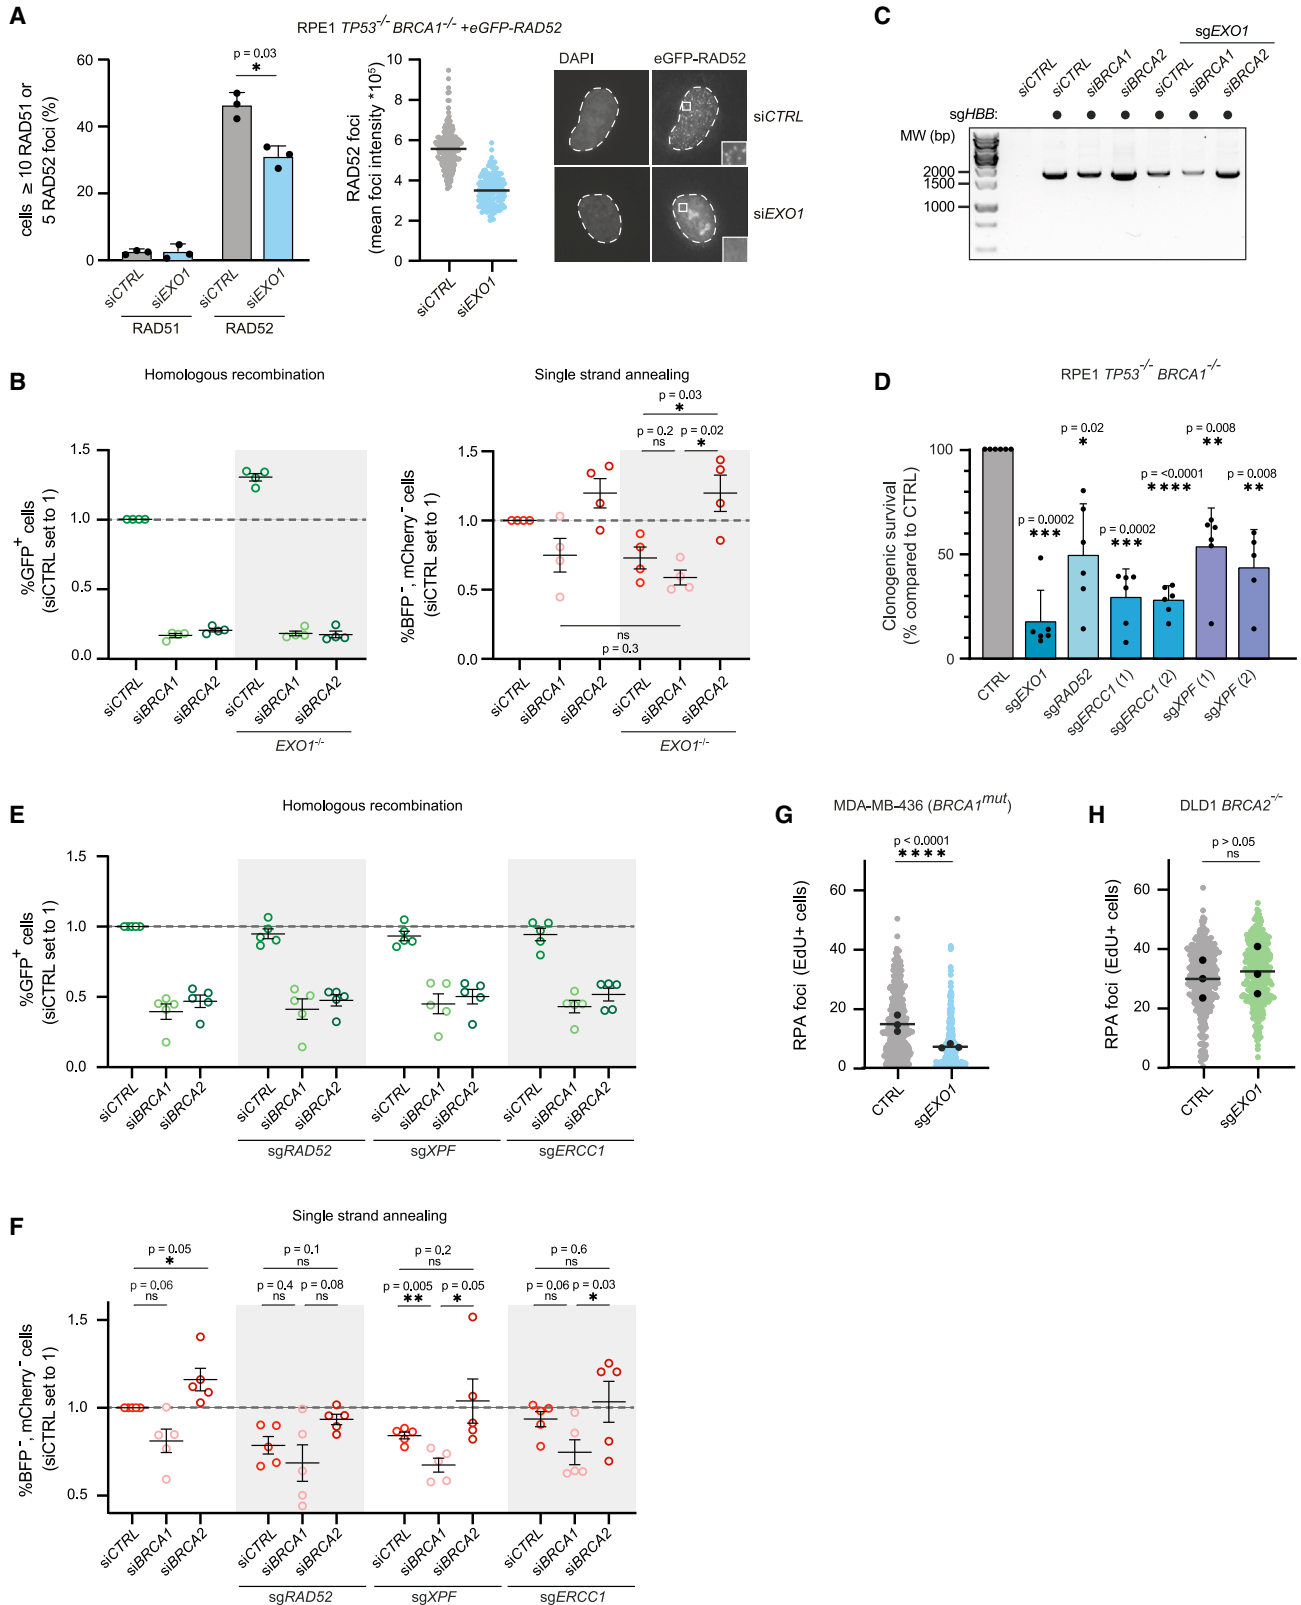 A
RPE1 TP53-/- BRCA1-/- +eGFP-RAD52
cells ≥ 10 RAD51 or
5 RAD52 foci (%)
60
40
20
0
p = 0.03
*
siCTRL
siEXO1
siCTRL
siEXO1
RAD51
RAD52
RAD52 foci
(mean foci intensity *10⁵)
10
8
6
4
2
0
siCTRL
siEXO1
DAPI
eGFP-RAD52
siCTRL
siEXO1
C
sgEXO1
siCTRL
siCTRL
siBRCA1
siBRCA2
siCTRL
siBRCA1
siBRCA2
sgHBB:
MW (bp)
2000
1500
1000
B
Homologous recombination
%GFP+ cells
(siCTRL set to 1)
1.5
1.0
0.5
0.0
siCTRL
siBRCA1
siBRCA2
siCTRL
siBRCA1
siBRCA2
EXO1-/-
Single strand annealing
%BFP-, mCherry- cells
(siCTRL set to 1)
1.5
1.0
0.5
0.0
p = 0.03
*
p = 0.2
ns
p = 0.02
*
ns
p = 0.3
siCTRL
siBRCA1
siBRCA2
siCTRL
siBRCA1
siBRCA2
EXO1-/-
D
RPE1 TP53-/- BRCA1-/-
Clonogenic survival
(% compared to CTRL)
100
50
0
p = 0.0002
***
p = 0.02
*
p = 0.0002
***
p = <0.0001
****
p = 0.008
**
p = 0.008
**
CTRL
sgEXO1
sgRAD52
sgERCC1 (1)
sgERCC1 (2)
sgXPF (1)
sgXPF (2)
E
Homologous recombination
%GFP+ cells
(siCTRL set to 1)
1.5
1.0
0.5
0.0
siCTRL
siBRCA1
siBRCA2
siCTRL
siBRCA1
siBRCA2
siCTRL
siBRCA1
siBRCA2
siCTRL
siBRCA1
siBRCA2
sgRAD52
sgXPF
sgERCC1
G
MDA-MB-436 (BRCA1mut)
p < 0.0001
****
RPA foci (EdU+ cells)
60
40
20
0
CTRL
sgEXO1
H
DLD1 BRCA2-/-
p > 0.05
ns
RPA foci (EdU+ cells)
60
40
20
0
CTRL
sgEXO1
F
Single strand annealing
%BFP-, mCherry- cells
(siCTRL set to 1)
1.5
1.0
0.5
p = 0.05
*
p = 0.06
ns
p = 0.1
ns
p = 0.4
ns
p = 0.08
ns
p = 0.2
ns
p = 0.005
**
p = 0.05
*
p = 0.6
ns
p = 0.06
ns
p = 0.03
*
siCTRL
siBRCA1
siBRCA2
siCTRL
siBRCA1
siBRCA2
siCTRL
siBRCA1
siBRCA2
siCTRL
siBRCA1
siBRCA2
sgRAD52
sgXPF
sgERCC1